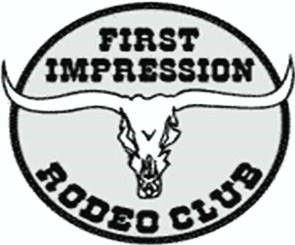 FIRST
IMPRESSION
RODEO CLUB